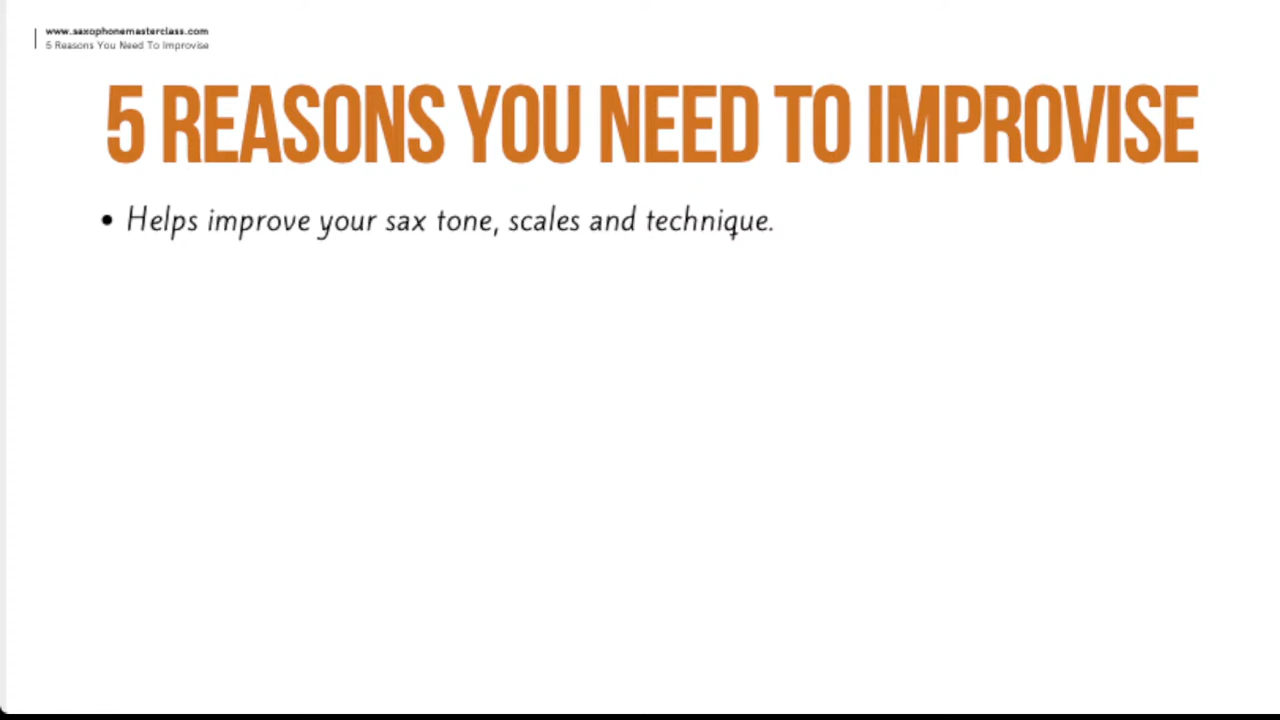 www.saxophonemasterclass.com
5 Reasons You Need To Improvise
5 REASONS YOU NEED TO IMPROVISE
• Helps improve your sax tone, scales and technique.